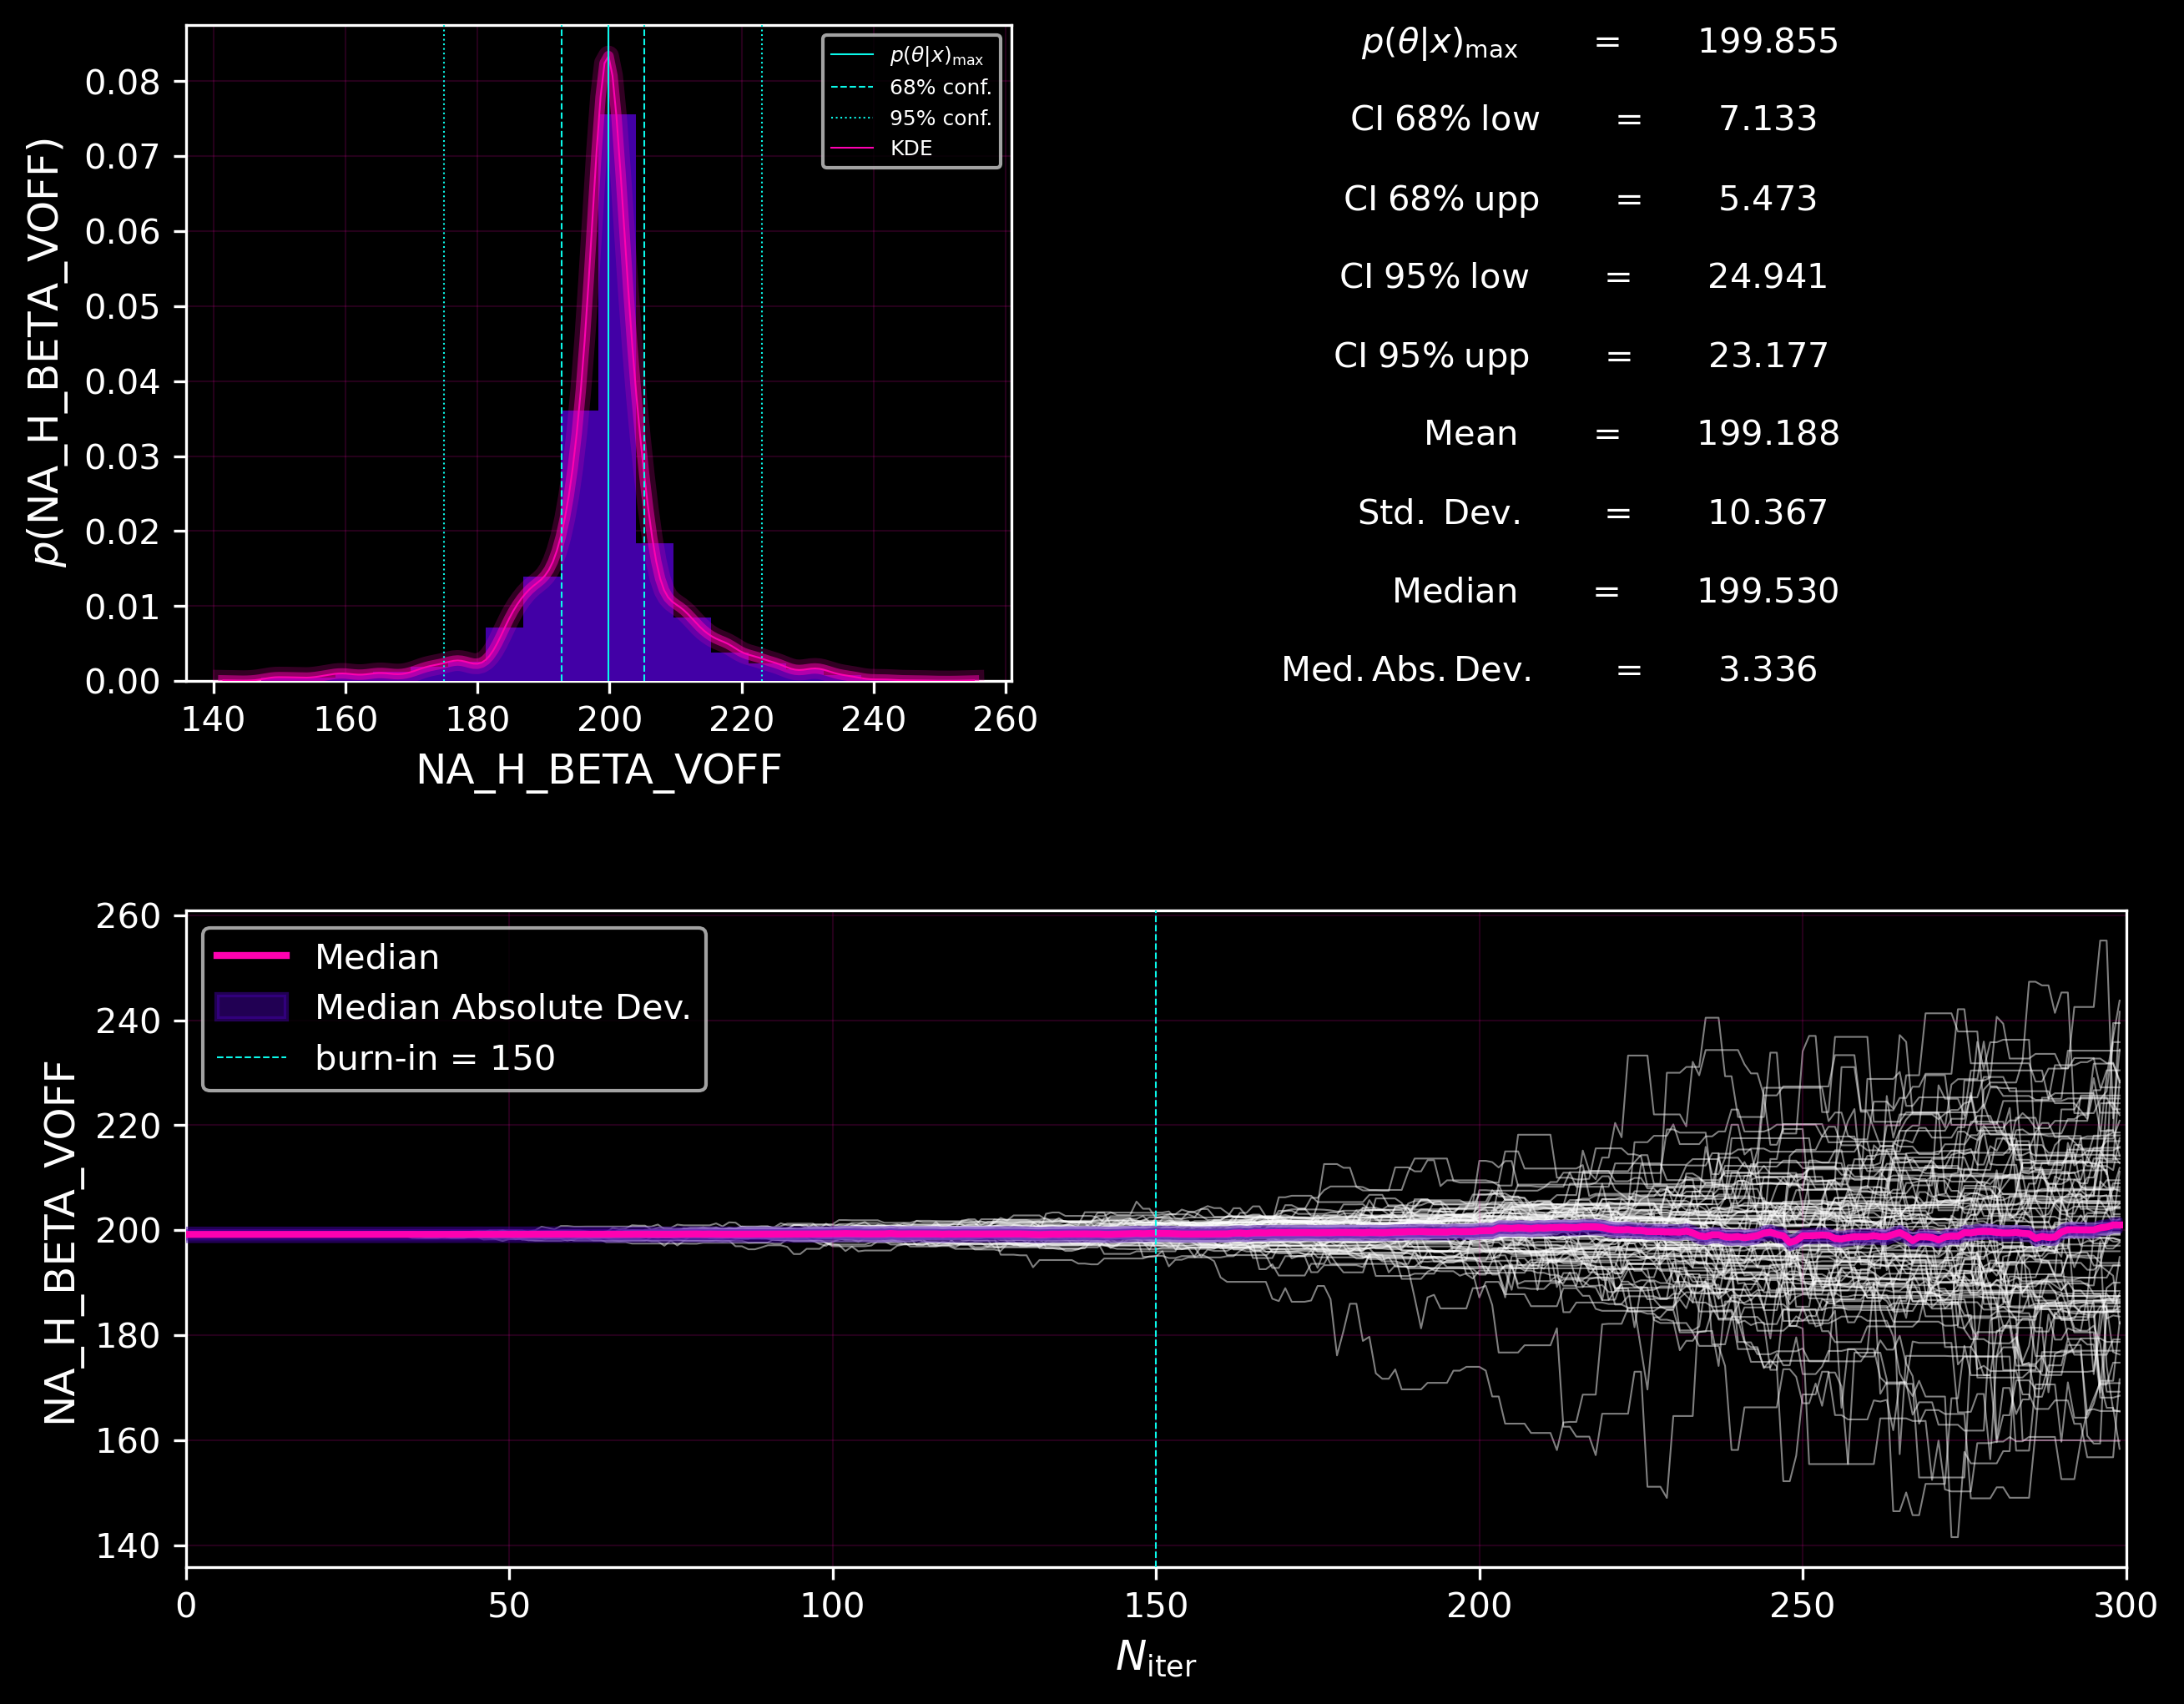 p(NA_H_BETA_VOFF)
0.08
0.07
0.06
0.05
0.04
0.03
0.02
0.01
0.00
140 160 180 200 220 240 260
NA_H_BETA_VOFF
p(θ|x)max
68% conf.
95% conf.
KDE
p(θ|x)max = 199.855
CI 68% low = 7.133
CI 68% upp = 5.473
CI 95% low = 24.941
CI 95% upp = 23.177
Mean = 199.188
Std. Dev. = 10.367
Median = 199.530
Med. Abs. Dev. = 3.336
NA_H_BETA_VOFF
260
240
220
200
180
160
140
Median
Median Absolute Dev.
burn-in = 150
0 50 100 150 200 250 300
Niter